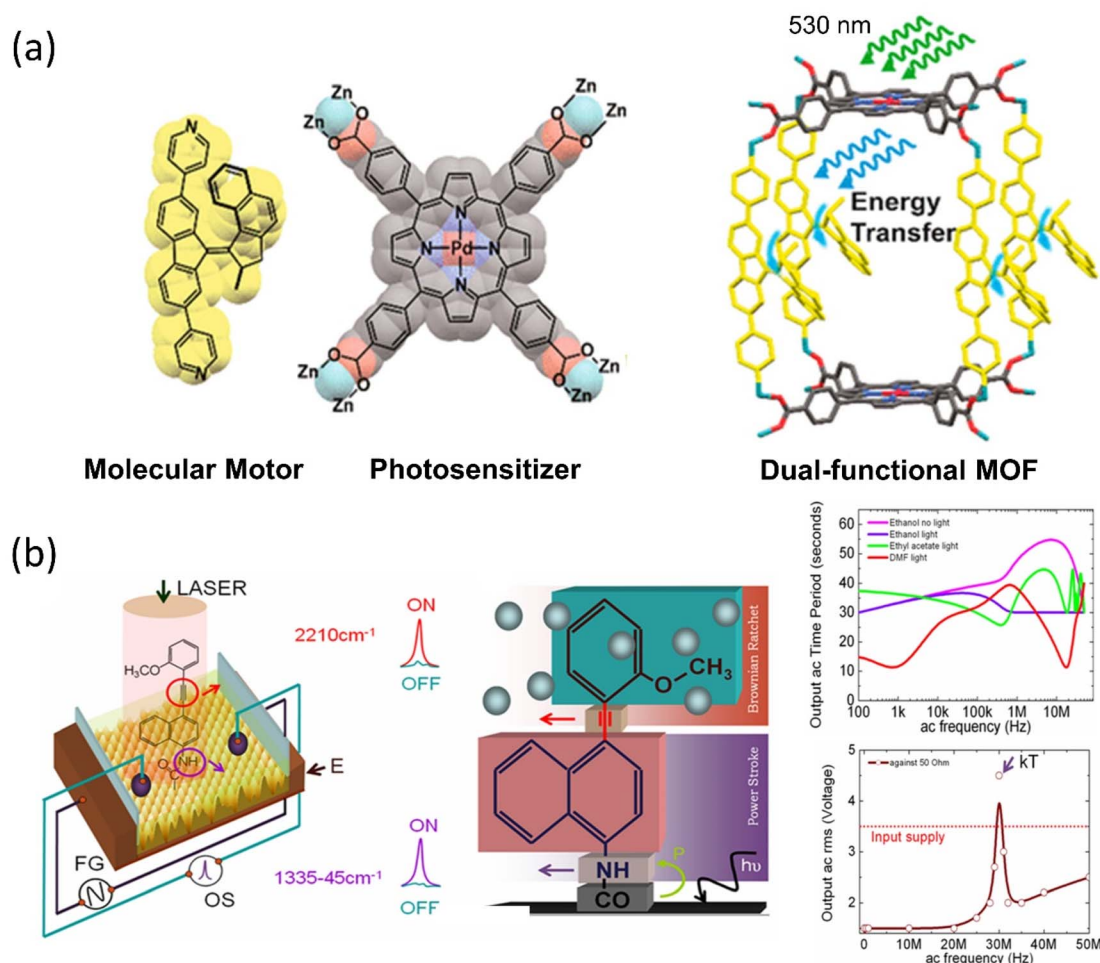 (a)
530 nm
N
N
Zn
Zn
O
O
Zn
Zn
O
O
N
N
Pd
N
N
O
O
Zn
Zn
O
O
Zn
Zn
Energy
Transfer
Molecular Motor
Photosensitizer
Dual-functional MOF
(b)
LASER
CH₃O
O
NH
E
FG
OS
ON
2210cm⁻¹
OFF
ON
1335-45cm⁻¹
OFF
O
CH₃
Brownian Ratchet
Power Stroke
NH
CO
P
hυ
Output ac Time Period (seconds)
60
50
40
30
20
10
Ethanol no light
Ethanol light
Ethyl acetate light
DMF light
100 1k 10k 100k 1M 10M
ac frequency (Hz)
Output ac rms (Voltage)
5
4
3
2
against 50 Ohm
kT
Input supply
0 10M 20M 30M 40M 50M
ac frequency (Hz)